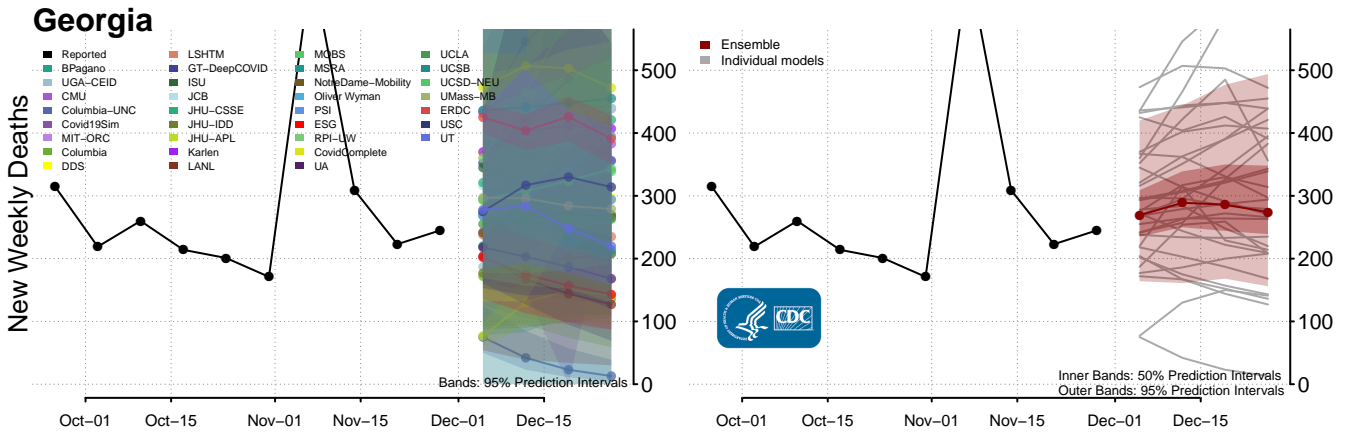 Georgia
New Weekly Deaths
Reported
BPagano
UGA−CEID
CMU
Columbia−UNC
Covid19Sim
MIT−ORC
Columbia
DDS
LSHTM
GT−DeepCOVID
ISU
JCB
JHU−CSSE
JHU−IDD
JHU−APL
Karlen
LANL
MOBS
MSRA
NotreDame−Mobility
Oliver Wyman
PSI
ESG
RPI−UW
CovidComplete
UA
UCLA
UCSB
UCSD−NEU
UMass−MB
ERDC
USC
UT
500
400
300
200
100
0
Bands: 95% Prediction Intervals
Oct−01
Oct−15
Nov−01
Nov−15
Dec−01
Dec−15
Ensemble
Individual models
CDC
500
400
300
200
100
0
Inner Bands: 50% Prediction Intervals
Outer Bands: 95% Prediction Intervals
Oct−01
Oct−15
Nov−01
Nov−15
Dec−01
Dec−15